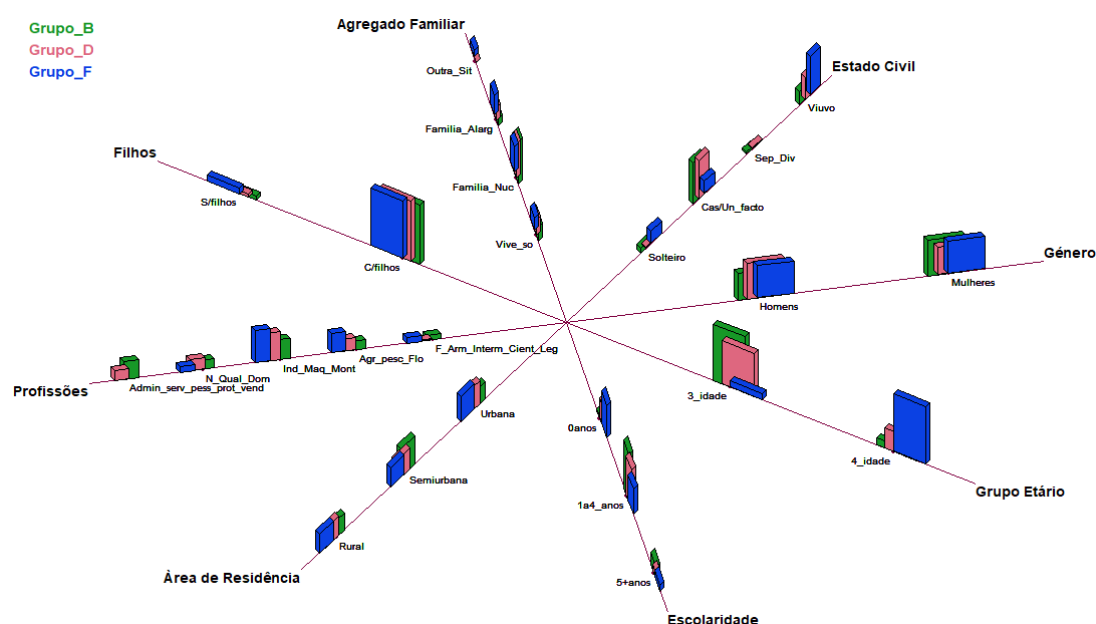 Grupo_B
Grupo_D
Grupo_F
Agregado Familiar
Outra_Sit
Familia_Alarg
Familia_Nuc
Vive_so
Estado Civil
Viuvo
Sep_Div
Cas/Un_facto
Solteiro
Filhos
S/filhos
C/filhos
Género
Mulheres
Homens
Profissões
Admin_serv_pess_prot_vend
N_Qual_Dom
Ind_Maq_Mont
Agr_pesc_Flo
F_Arm_Interm_Cient_Leg
3_idade
4_idade
Grupo Etário
Urbana
Semiurbana
Rural
Área de Residência
0anos
1a4_anos
5+anos
Escolaridade